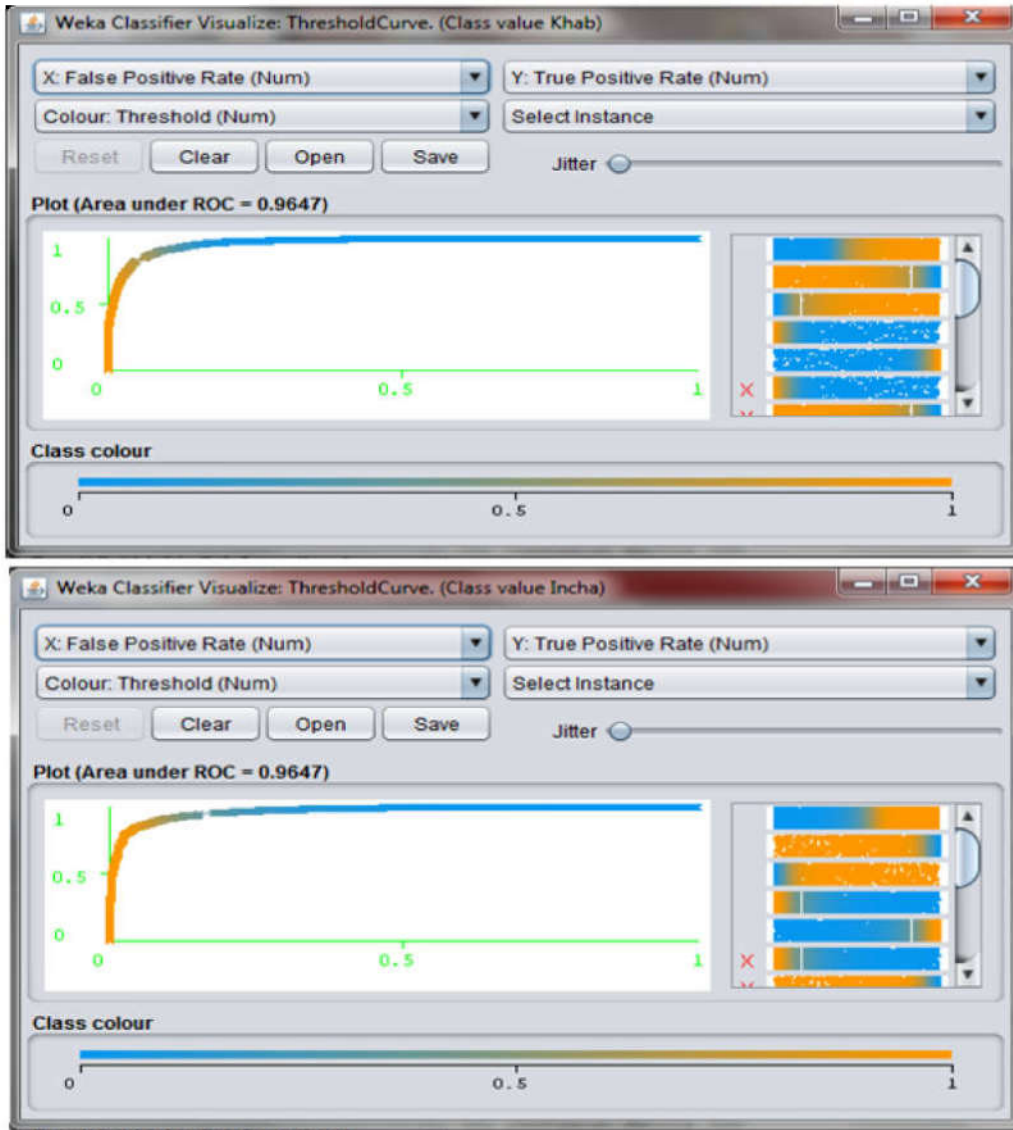 Weka Classifier Visualize: ThresholdCurve. (Class value Khab)
X: False Positive Rate (Num)
Y: True Positive Rate (Num)
Colour: Threshold (Num)
Select Instance
Reset
Clear
Open
Save
Jitter
Plot (Area under ROC = 0.9647)
1
0.5
0
0
0.5
1
X
Class colour
0
0.5
1
Weka Classifier Visualize: ThresholdCurve. (Class value Incha)
X: False Positive Rate (Num)
Y: True Positive Rate (Num)
Colour: Threshold (Num)
Select Instance
Reset
Clear
Open
Save
Jitter
Plot (Area under ROC = 0.9647)
1
0.5
0
0
0.5
1
X
Class colour
0
0.5
1